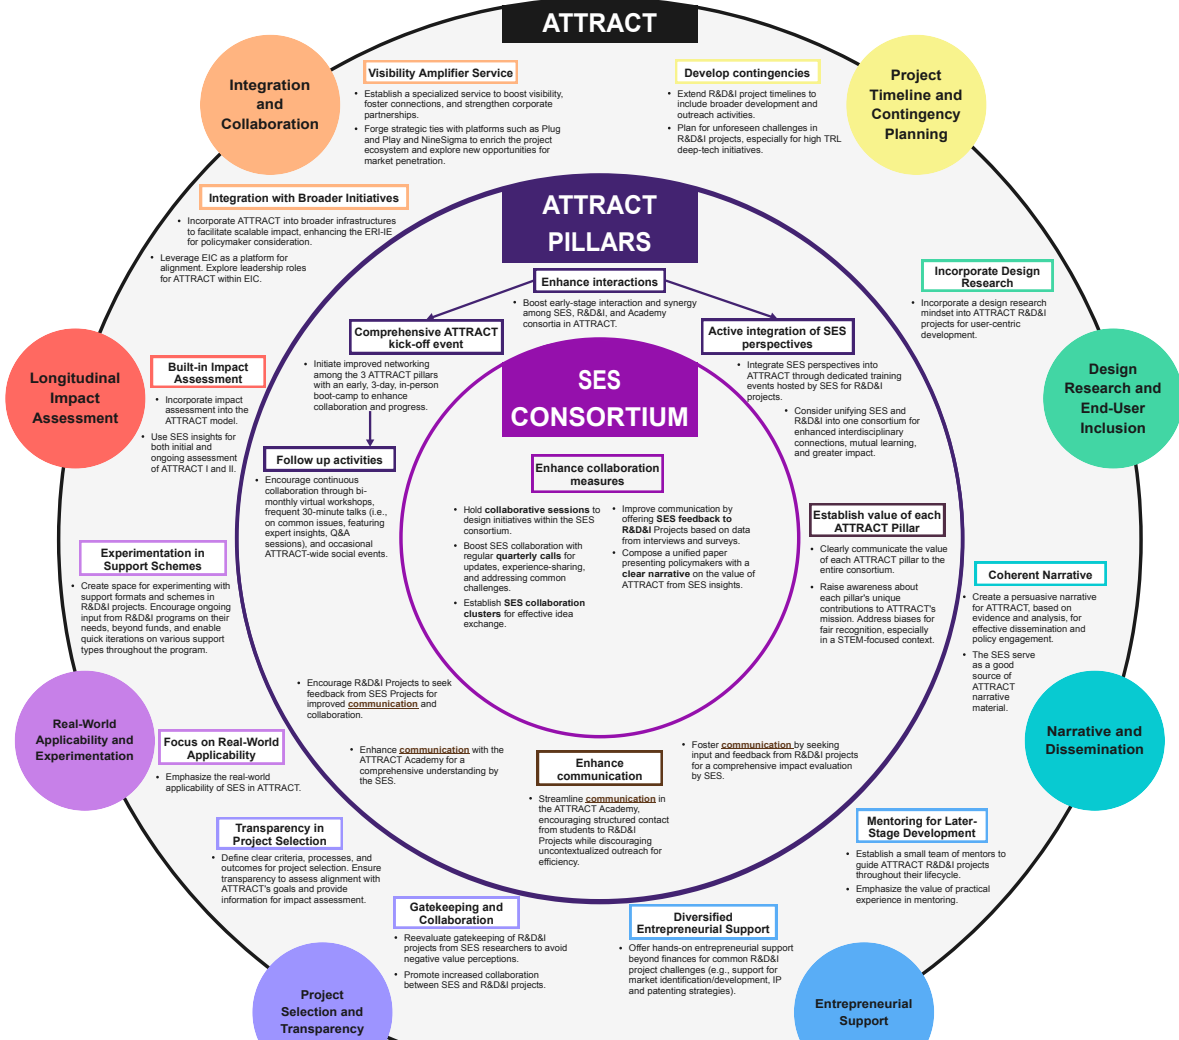 ATTRACT
Integration
and
Collaboration
Visibility Amplifier Service
• Establish a specialized service to boost visibility,
foster connections, and strengthen corporate
partnerships.
• Forge strategic ties with platforms such as Plug
and Play and NineSigma to enrich the project
ecosystem and explore new opportunities for
market penetration.
Develop contingencies
• Extend R&D&I project timelines to
include broader development and
outreach activities.
• Plan for unforeseen challenges in
R&D&I projects, especially for high TRL
deep-tech initiatives.
Project
Timeline and
Contingency
Planning
Integration with Broader Initiatives
• Incorporate ATTRACT into broader infrastructures
to facilitate scalable impact, enhancing the ERI-IE
for policymaker consideration.
• Leverage EIC as a platform for
alignment. Explore leadership roles
for ATTRACT within EIC.
ATTRACT
PILLARS
Enhance interactions
• Boost early-stage interaction and synergy
among SES, R&D&I, and Academy
consortia in ATTRACT.
Incorporate Design
Research
• Incorporate a design research
mindset into ATTRACT R&D&I
projects for user-centric
development.
Comprehensive ATTRACT
kick-off event
• Initiate improved networking
among the 3 ATTRACT pillars
with an early, 3-day, in-person
boot-camp to enhance
collaboration and progress.
Active integration of SES
perspectives
• Integrate SES perspectives into
ATTRACT through dedicated training
events hosted by SES for R&D&I
projects.
• Consider unifying SES and
R&D&I into one consortium for
enhanced interdisciplinary
connections, mutual learning,
and greater impact.
Longitudinal
Impact
Assessment
Built-in Impact
Assessment
• Incorporate impact
assessment into the
ATTRACT model.
• Use SES insights for
both initial and
ongoing assessment
of ATTRACT I and II.
SES
CONSORTIUM
Design
Research and
End-User
Inclusion
Follow up activities
• Encourage continuous
collaboration through bi-
monthly virtual workshops,
frequent 30-minute talks (i.e.,
on common issues, featuring
expert insights, Q&A
sessions), and occasional
ATTRACT-wide social events.
Enhance collaboration
measures
• Hold collaborative sessions to
design initiatives within the SES
consortium.
• Boost SES collaboration with
regular quarterly calls for
updates, experience-sharing,
and addressing common
challenges.
• Establish SES collaboration
clusters for effective idea
exchange.
• Improve communication by
offering SES feedback to
R&D&I Projects based on data
from interviews and surveys.
• Compose a unified paper
presenting policymakers with a
clear narrative on the value of
ATTRACT from SES insights.
Establish value of each
ATTRACT Pillar
• Clearly communicate the value
of each ATTRACT pillar to the
entire consortium.
• Raise awareness about
each pillar's unique
contributions to ATTRACT's
mission. Address biases for
fair recognition, especially
in a STEM-focused context.
Experimentation in
Support Schemes
• Create space for experimenting with
support formats and schemes in
R&D&I projects. Encourage ongoing
input from R&D&I programs on their
needs, beyond funds, and enable
quick iterations on various support
types throughout the program.
Coherent Narrative
• Create a persuasive narrative
for ATTRACT, based on
evidence and analysis, for
effective dissemination and
policy engagement.
• The SES serve
as a good
source of
ATTRACT
narrative
material.
• Encourage R&D&I Projects to seek
feedback from SES Projects for
improved communication and
collaboration.
Real-World
Applicability and
Experimentation
Focus on Real-World
Applicability
• Emphasize the real-world
applicability of SES in ATTRACT.
• Enhance communication with the
ATTRACT Academy for a
comprehensive understanding by
the SES.
Enhance
communication
• Streamline communication in
the ATTRACT Academy,
encouraging structured contact
from students to R&D&I
Projects while discouraging
uncontextualized outreach for
efficiency.
• Foster communication by seeking
input and feedback from R&D&I projects
for a comprehensive impact evaluation
by SES.
Narrative and
Dissemination
Transparency in
Project Selection
• Define clear criteria, processes, and
outcomes for project selection. Ensure
transparency to assess alignment with
ATTRACT's goals and provide
information for impact assessment.
Mentoring for Later-
Stage Development
• Establish a small team of mentors to
guide ATTRACT R&D&I projects
throughout their lifecycle.
• Emphasize the value of practical
experience in mentoring.
Gatekeeping and
Collaboration
• Reevaluate gatekeeping of R&D&I
projects from SES researchers to avoid
negative value perceptions.
• Promote increased collaboration
between SES and R&D&I projects.
Diversified
Entrepreneurial Support
• Offer hands-on entrepreneurial support
beyond finances for common R&D&I
project challenges (e.g., support for
market identification/development, IP
and patenting strategies).
Project
Selection and
Transparency
Entrepreneurial
Support